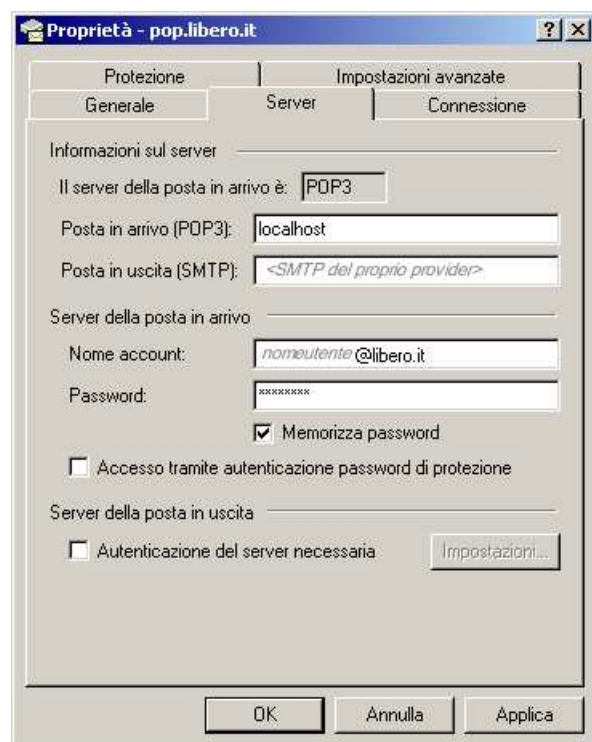 Proprietà - pop.libero.it
Protezione Impostazioni avanzate
Generale Server Connessione
Informazioni sul server
Il server della posta in arrivo è: POP3
Posta in arrivo (POP3): localhost
Posta in uscita (SMTP): <SMTP del proprio provider>
Server della posta in arrivo
Nome account: nomeutente @libero.it
Password: ********
Memorizza password
Accesso tramite autenticazione password di protezione
Server della posta in uscita
Autenticazione del server necessaria Impostazioni...
OK Annulla Applica